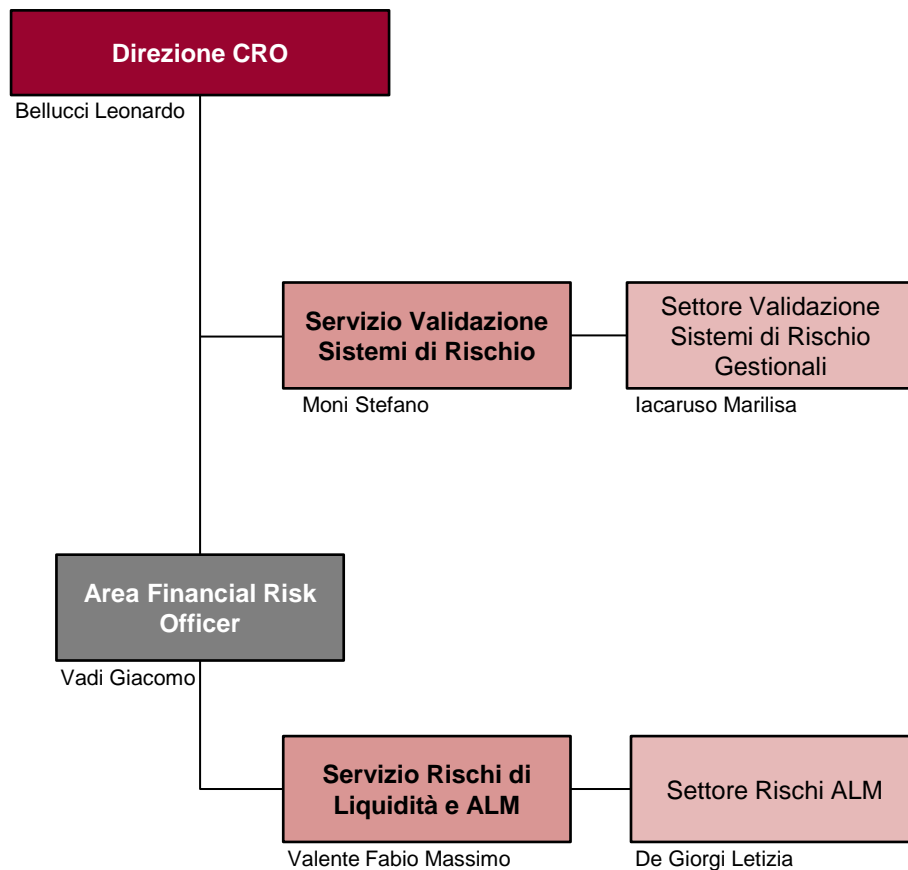 Direzione CRO
Bellucci Leonardo
Servizio Validazione
Sistemi di Rischio
Moni Stefano
Settore Validazione
Sistemi di Rischio
Gestionali
Iacaruso Marilisa
Area Financial Risk
Officer
Vadi Giacomo
Servizio Rischi di
Liquidità e ALM
Valente Fabio Massimo
Settore Rischi ALM
De Giorgi Letizia